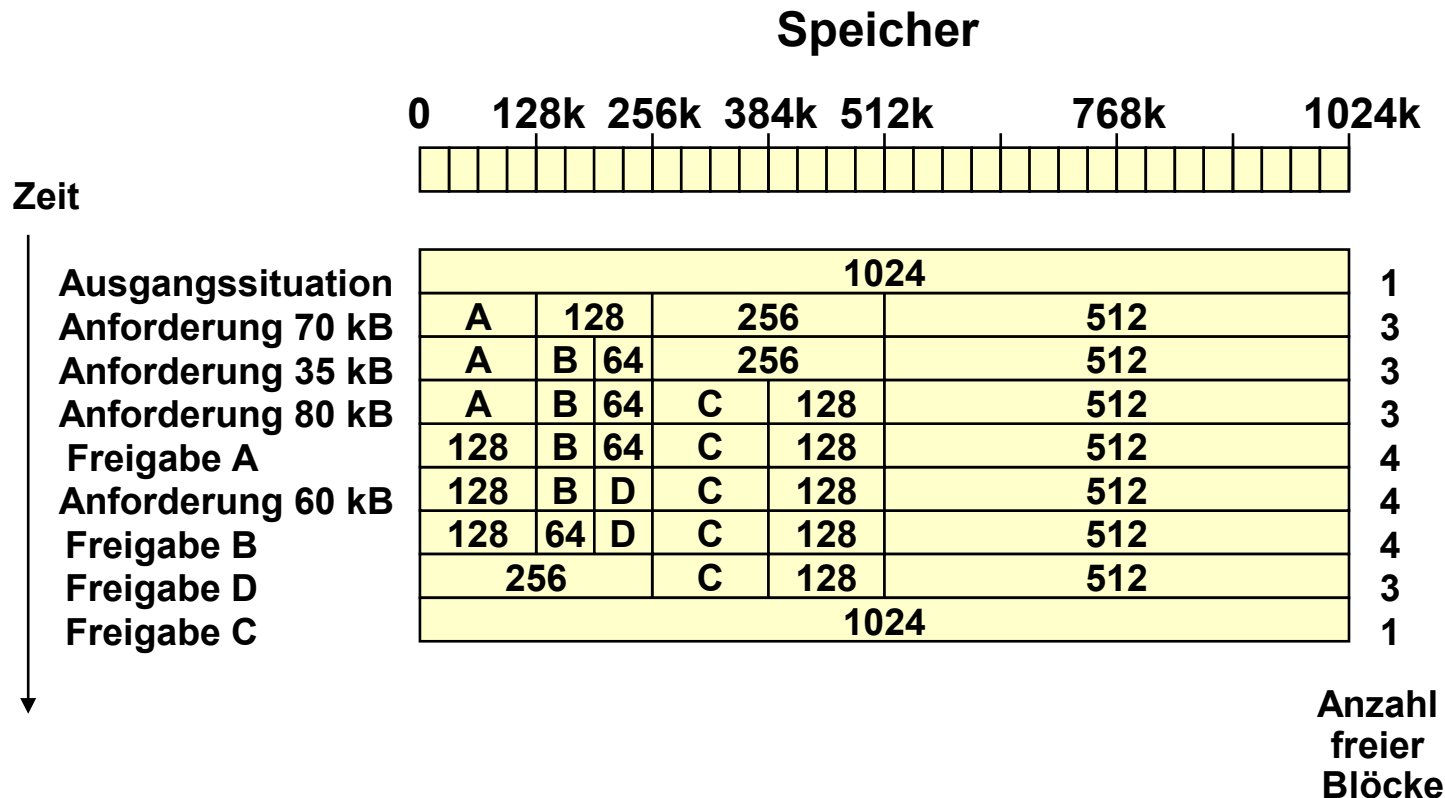 Speicher
0 128k 256k 384k 512k 768k 1024k
Zeit
Ausgangssituation 1024 1
Anforderung 70 kB A 128 256 512 3
Anforderung 35 kB A B 64 256 512 3
Anforderung 80 kB A B 64 C 128 512 3
Freigabe A 128 B 64 C 128 512 4
Anforderung 60 kB 128 B D C 128 512 4
Freigabe B 128 64 D C 128 512 4
Freigabe D 256 C 128 512 3
Freigabe C 1024 1
Anzahl
freier
Blöcke